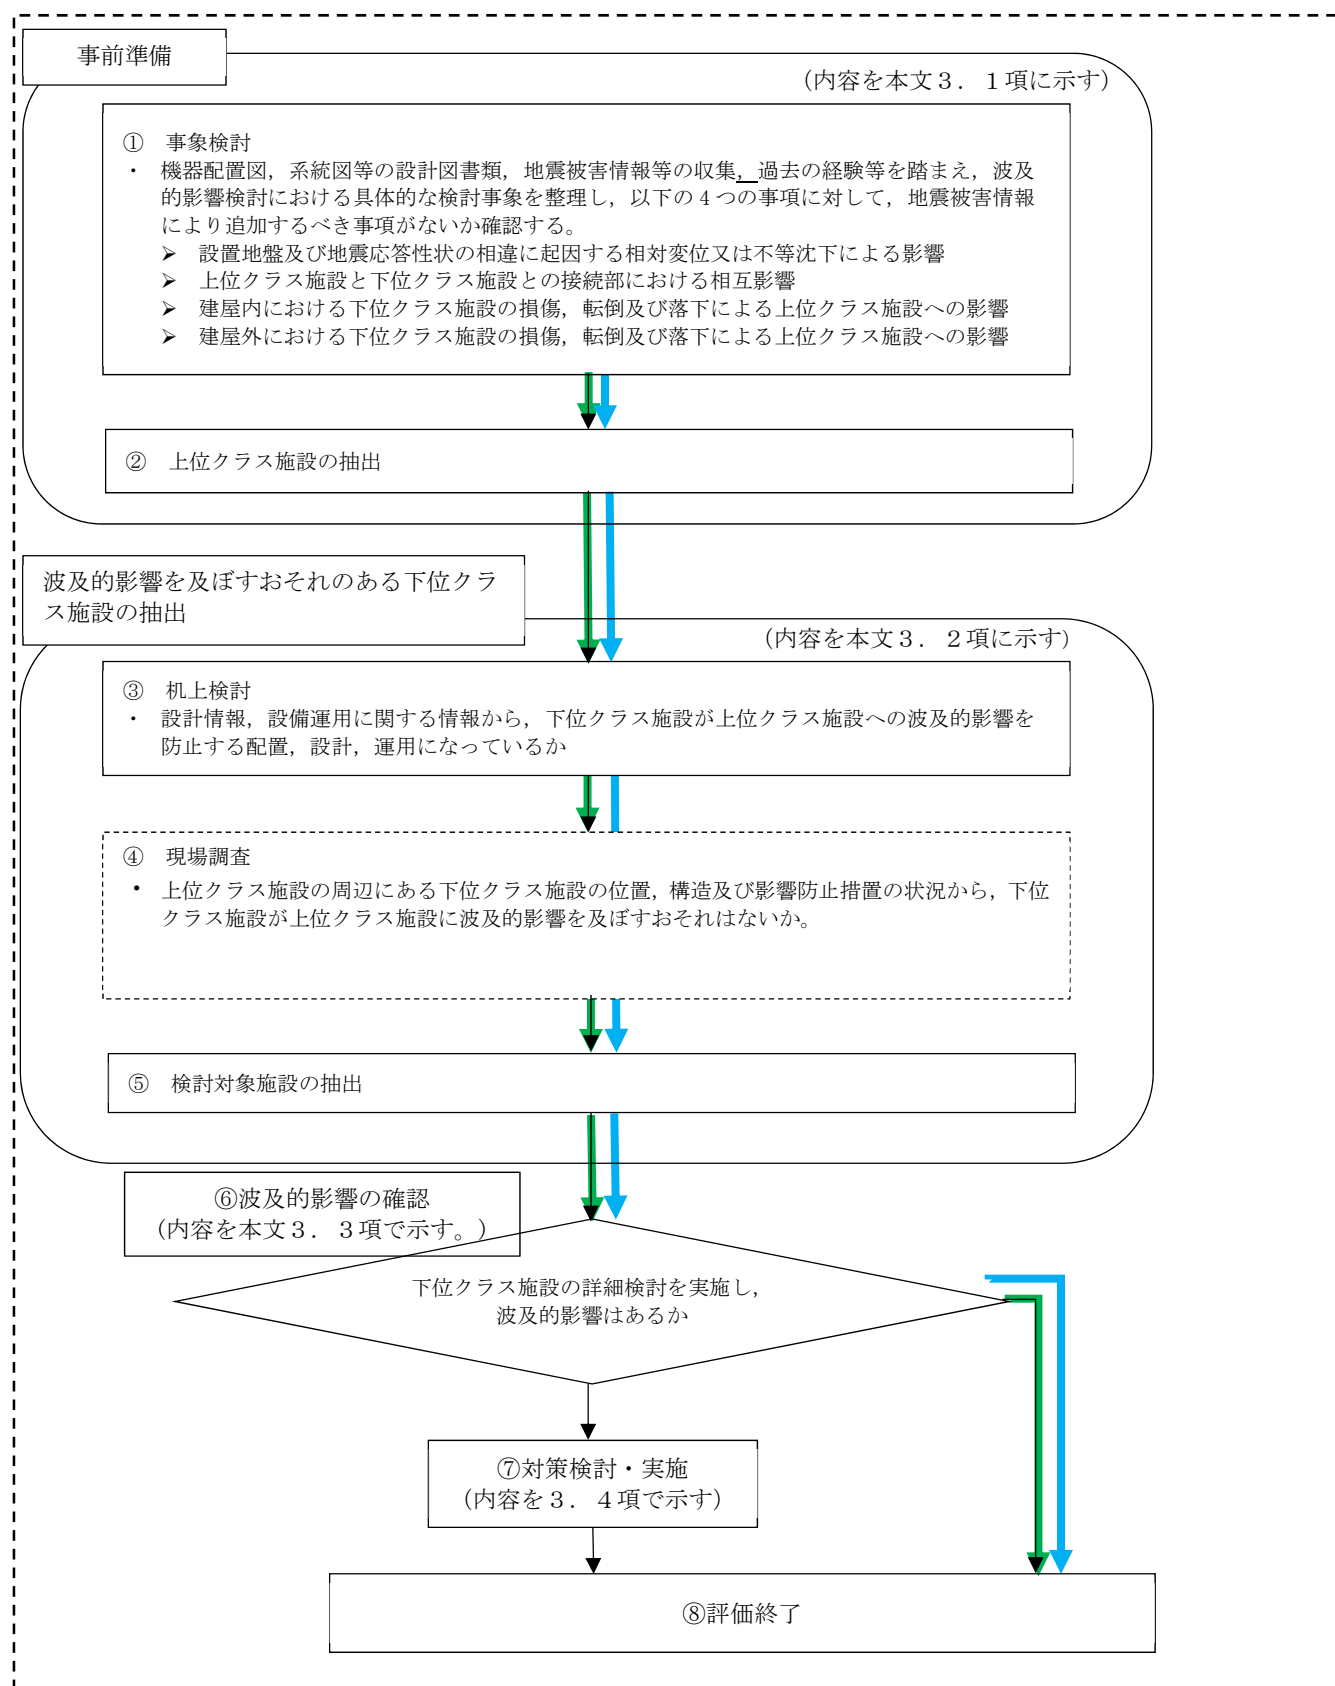 事前準備
(内容を本文３．１項に示す)
①　事象検討
・　機器配置図，系統図等の設計図書類，地震被害情報等の収集，過去の経験等を踏まえ，波及
的影響検討における具体的な検討事象を整理し，以下の４つの事項に対して，地震被害情報
により追加するべき事項がないか確認する。
➢　設置地盤及び地震応答性状の相違に起因する相対変位又は不等沈下による影響
➢　上位クラス施設と下位クラス施設との接続部における相互影響
➢　建屋内における下位クラス施設の損傷，転倒及び落下による上位クラス施設への影響
➢　建屋外における下位クラス施設の損傷，転倒及び落下による上位クラス施設への影響
②　上位クラス施設の抽出
波及的影響を及ぼすおそれのある下位クラ
ス施設の抽出
(内容を本文３．２項に示す)
③　机上検討
・　設計情報，設備運用に関する情報から，下位クラス施設が上位クラス施設への波及的影響を
防止する配置，設計，運用になっているか
④　現場調査
・　上位クラス施設の周辺にある下位クラス施設の位置，構造及び影響防止措置の状況から，下位
クラス施設が上位クラス施設に波及的影響を及ぼすおそれはないか。
⑤　検討対象施設の抽出
⑥波及的影響の確認
(内容を本文３．３項で示す。)
下位クラス施設の詳細検討を実施し，
波及的影響はあるか
⑦対策検討・実施
(内容を３．４項で示す)
⑧評価終了